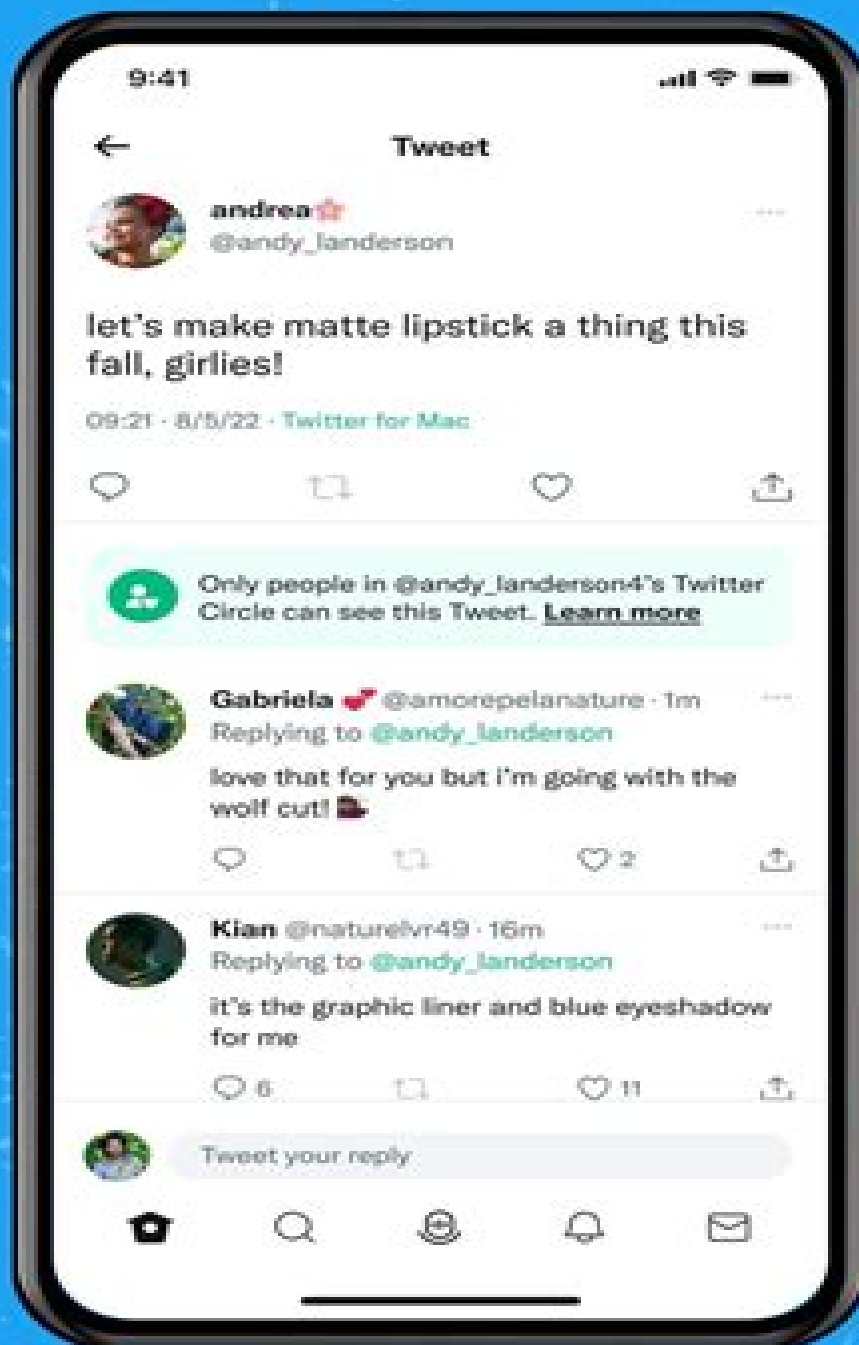 9:41
Tweet
andrea🌸
@andy_landerson
let's make matte lipstick a thing this
fall, girlies!
09:21 · 8/5/22 · Twitter for Mac
Only people in @andy_landerson4's Twitter
Circle can see this Tweet. Learn more
Gabriela 💕 @amorepelanature · 1m
Replying to @andy_landerson
love that for you but i'm going with the
wolf cut! 💇🏿‍♀️
2
Kian @naturelvr49 · 16m
Replying to @andy_landerson
it's the graphic liner and blue eyeshadow
for me
6 11
Tweet your reply